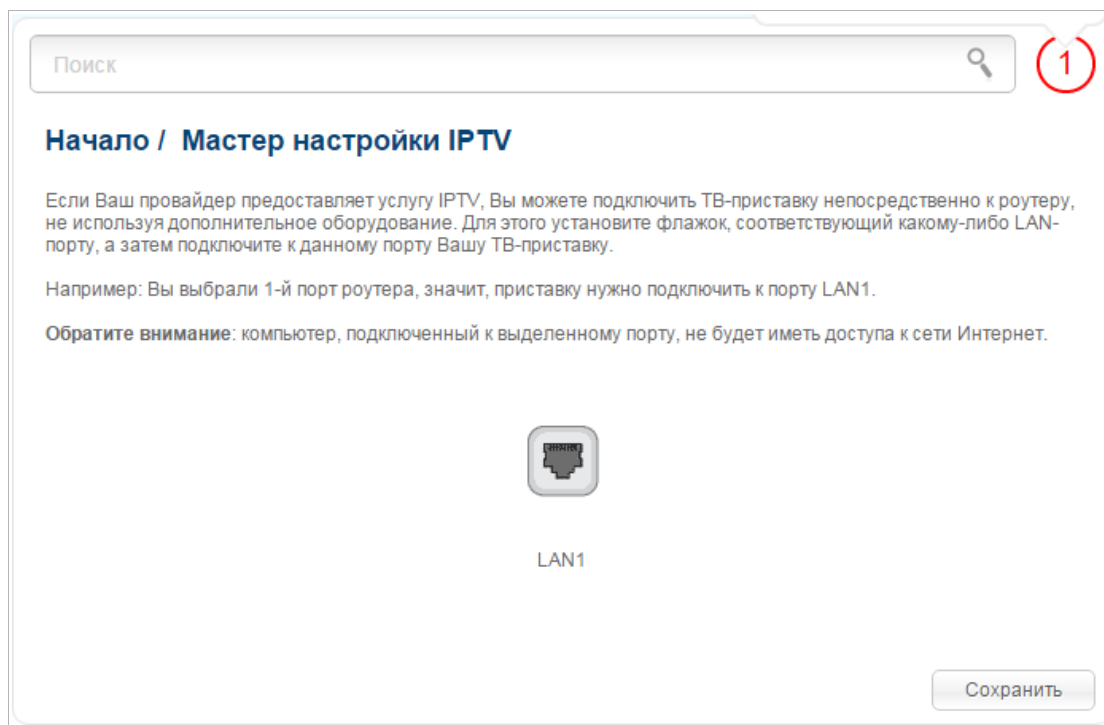 Поиск
1
Начало / Мастер настройки IPTV
Если Ваш провайдер предоставляет услугу IPTV, Вы можете подключить ТВ-приставку непосредственно к роутеру,
не используя дополнительное оборудование. Для этого установите флажок, соответствующий какому-либо LAN-
порту, а затем подключите к данному порту Вашу ТВ-приставку.
Например: Вы выбрали 1-й порт роутера, значит, приставку нужно подключить к порту LAN1.
Обратите внимание: компьютер, подключенный к выделенному порту, не будет иметь доступа к сети Интернет.
LAN1
Сохранить